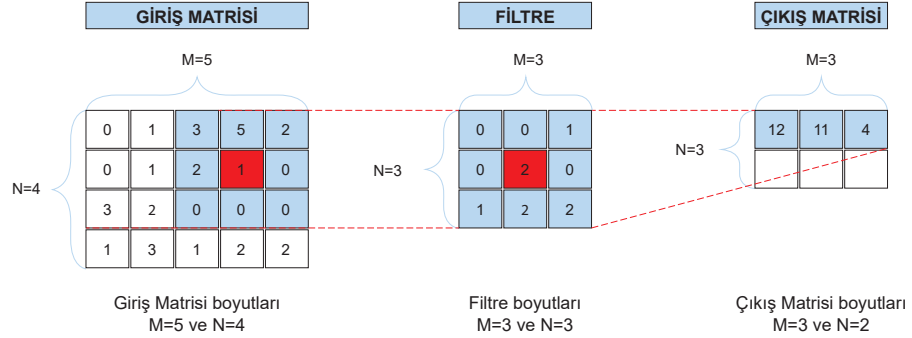 GİRİŞ MATRİSİ
FİLTRE
ÇIKIŞ MATRİSİ
M=5
M=3
M=3
N=4
0 1 3 5 2
0 1 2 1 0
3 2 0 0 0
1 3 1 2 2
N=3
0 0 1
0 2 0
1 2 2
N=3
12 11 4
Giriş Matrisi boyutları
M=5 ve N=4
Filtre boyutları
M=3 ve N=3
Çıkış Matrisi boyutları
M=3 ve N=2